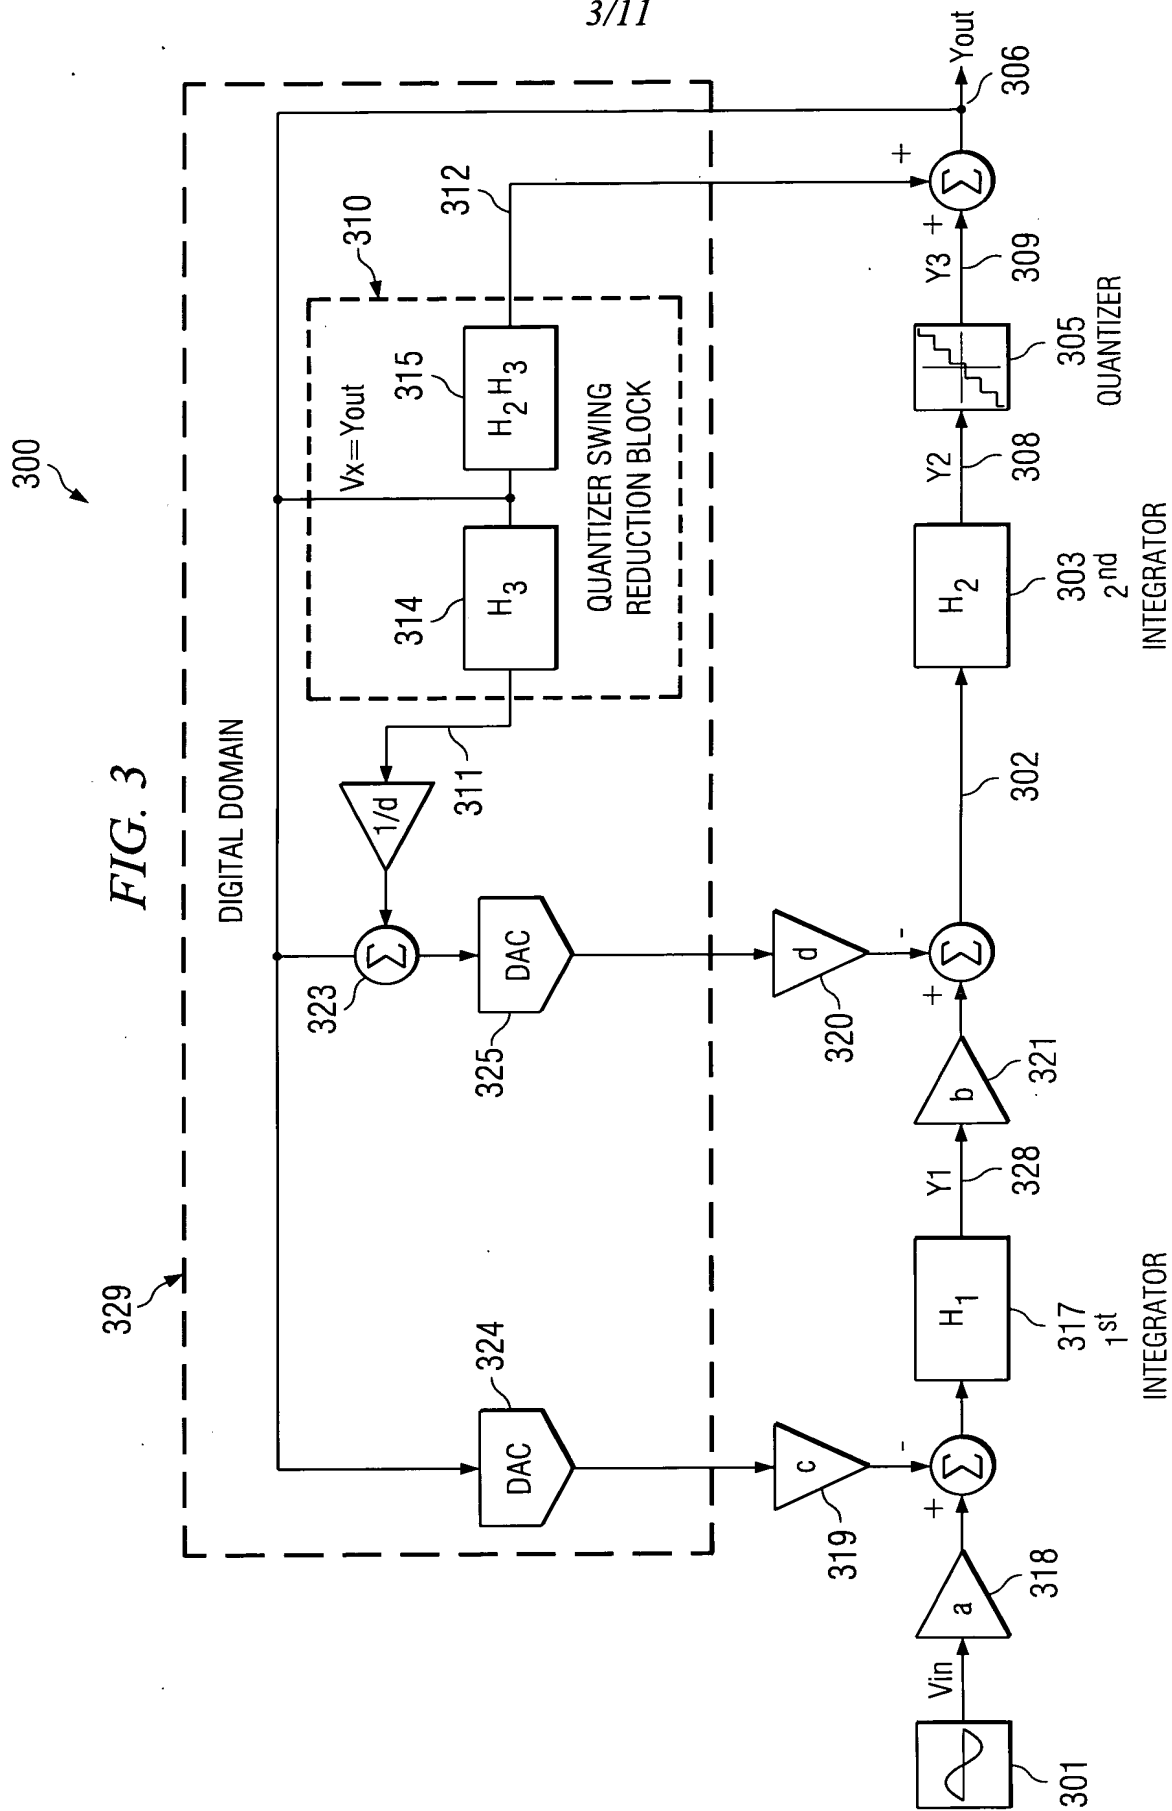 3/11
FIG. 3
300
329
DIGITAL DOMAIN
Vx=Yout
310
312
314
H3
315
H2H3
QUANTIZER SWING
REDUCTION BLOCK
311
1/d
323
Σ
324
DAC
325
DAC
319
c
320
d
301
Vin
a
318
+
-
Σ
H1
317
1st
INTEGRATOR
Y1
328
b
321
+
-
Σ
302
H2
303
2nd
INTEGRATOR
Y2
308
305
QUANTIZER
Y3
309
+
+
Σ
306
Yout